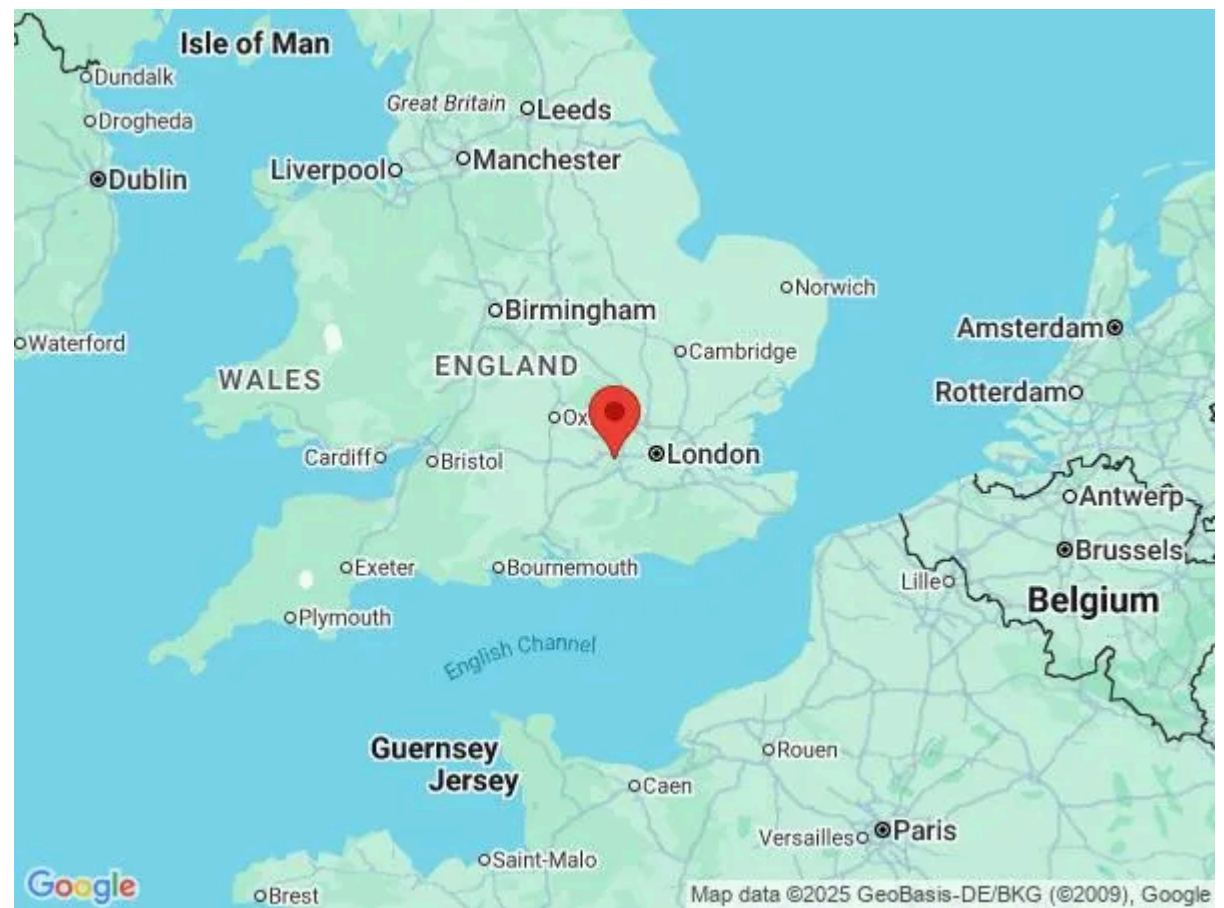 Isle of Man
Dundalk
Great Britain
Leeds
Drogheda
Liverpool
Manchester
Dublin
Norwich
Birmingham
Amsterdam
Waterford
Cambridge
ENGLAND
WALES
Rotterdam
Ox
London
Cardiff
Bristol
Antwerp
Brussels
Exeter
Bournemouth
Lille
Belgium
Plymouth
English Channel
Guernsey
Jersey
Rouen
Caen
Versailles
Paris
Saint-Malo
Google
Brest
Map data ©2025 GeoBasis-DE/BKG (©2009), Google